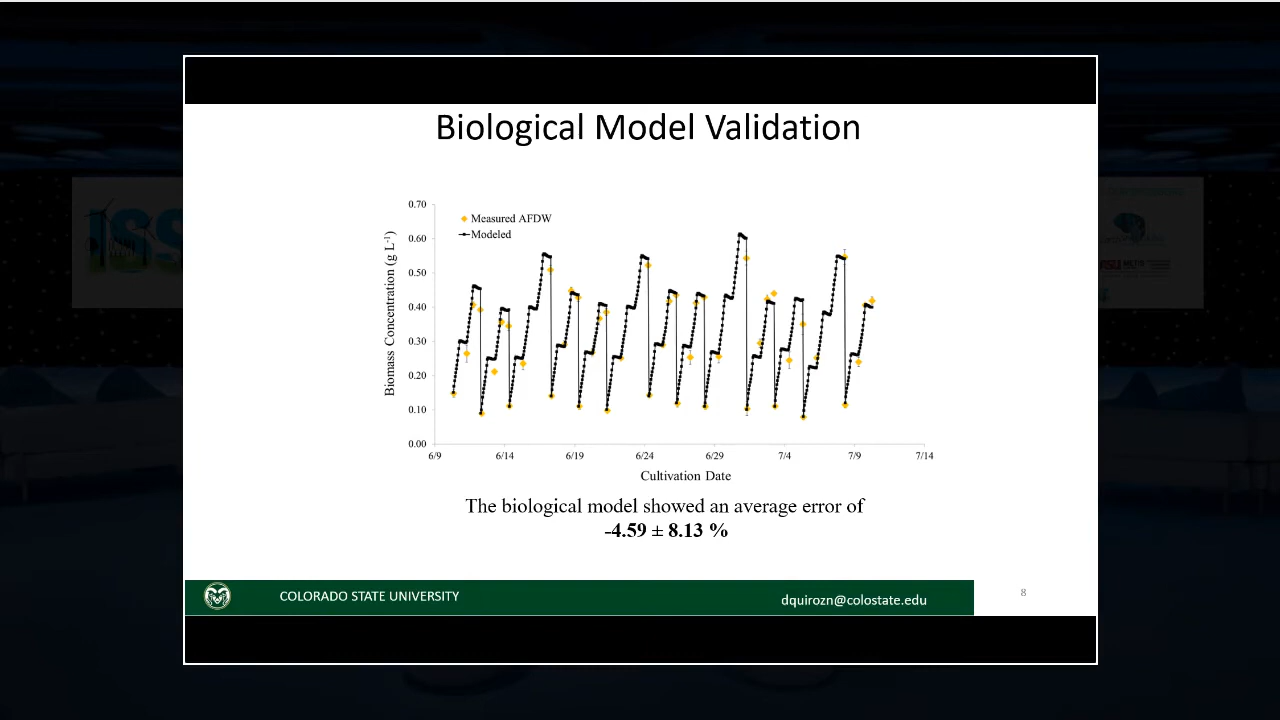 Biological Model Validation
0.70
0.60
0.50
0.40
0.30
0.20
0.10
0.00
Biomass Concentration (g L-1)
Measured AFDW
Modeled
6/9
6/14
6/19
6/24
6/29
7/4
7/9
7/14
Cultivation Date
The biological model showed an average error of
-4.59 ± 8.13 %
COLORADO STATE UNIVERSITY
dquirozn@colostate.edu
8